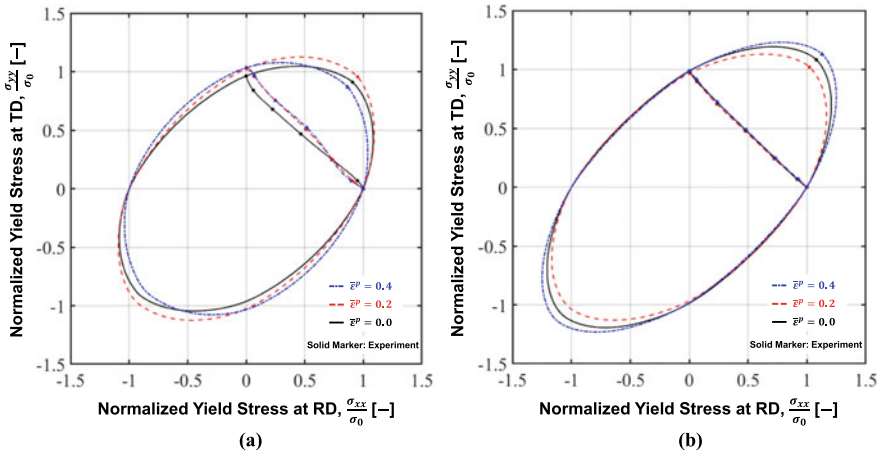 1.5
1
0.5
0
-0.5
-1
-1.5
-1.5
-1
-0.5
0
0.5
1
1.5
Normalized Yield Stress at TD, σyy/σ0 [−]
Normalized Yield Stress at RD, σxx/σ0 [−]
ε̅ᵖ = 0.4
ε̅ᵖ = 0.2
ε̅ᵖ = 0.0
Solid Marker: Experiment
(a)
1.5
1
0.5
0
-0.5
-1
-1.5
-1.5
-1
-0.5
0
0.5
1
1.5
Normalized Yield Stress at TD, σyy/σ0 [−]
Normalized Yield Stress at RD, σxx/σ0 [−]
ε̅ᵖ = 0.4
ε̅ᵖ = 0.2
ε̅ᵖ = 0.0
Solid Marker: Experiment
(b)